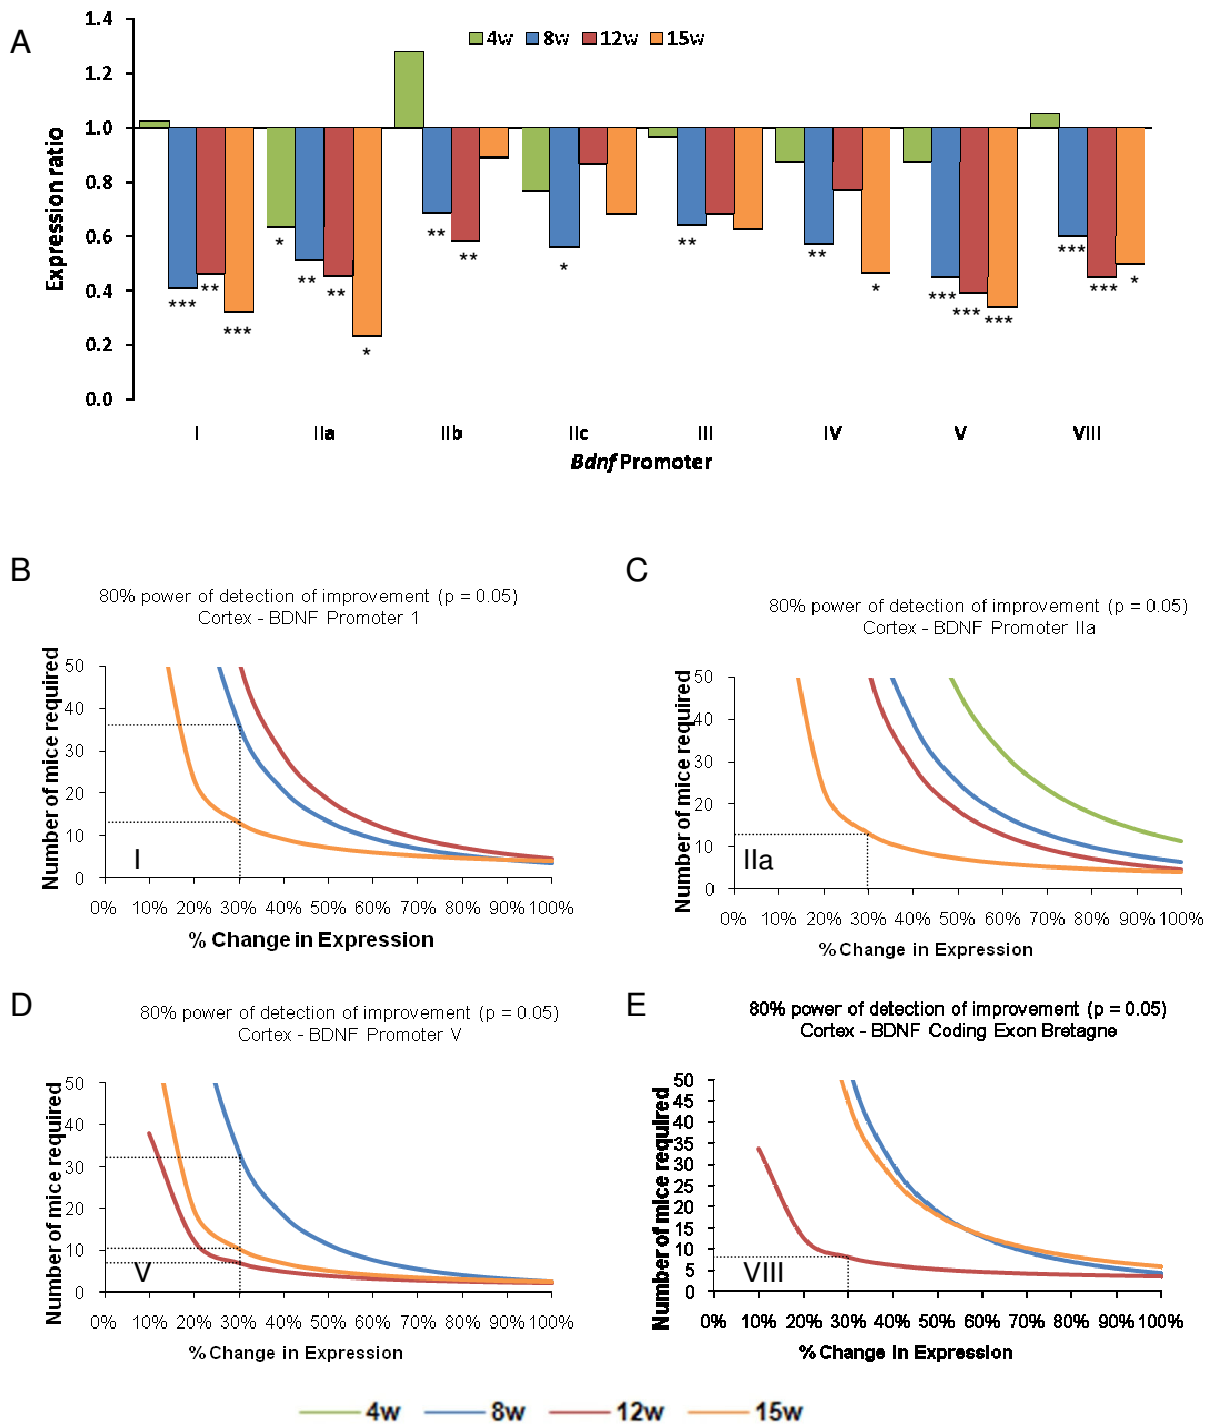 A
4w 8w 12w 15w
1.4
1.2
1.0
0.8
0.6
0.4
0.2
0.0
Expression ratio
*** ** ***
* ** ** *
** **
*
**
** *
*** *** ***
*** *** *
I IIa IIb IIc III IV V VIII
Bdnf Promoter
B
80% power of detection of improvement (p = 0.05)
Cortex - BDNF Promoter 1
Number of mice required
50
40
30
20
10
0
I
0% 10% 20% 30% 40% 50% 60% 70% 80% 90% 100%
% Change in Expression
C
80% power of detection of improvement (p = 0.05)
Cortex - BDNF Promoter IIa
Number of mice required
50
40
30
20
10
0
IIa
0% 10% 20% 30% 40% 50% 60% 70% 80% 90% 100%
% Change in Expression
D
80% power of detection of improvement (p = 0.05)
Cortex - BDNF Promoter V
Number of mice required
50
40
30
20
10
0
V
0% 10% 20% 30% 40% 50% 60% 70% 80% 90% 100%
% Change in Expression
E
80% power of detection of improvement (p = 0.05)
Cortex - BDNF Coding Exon Bretagne
Number of mice required
50
45
40
35
30
25
20
15
10
5
0
VIII
0% 10% 20% 30% 40% 50% 60% 70% 80% 90% 100%
% Change in Expression
4w 8w 12w 15w